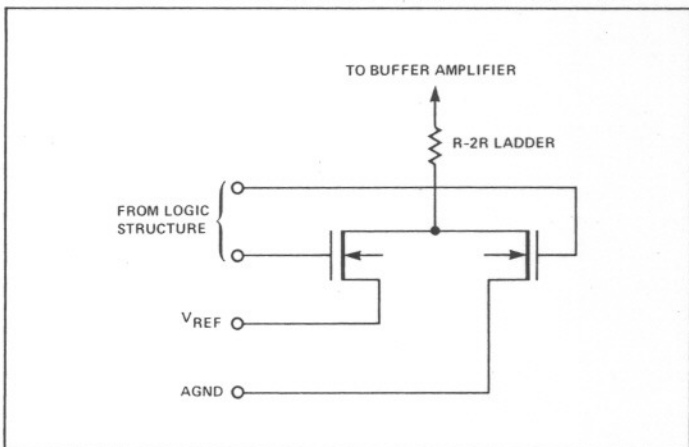 TO BUFFER AMPLIFIER
R-2R LADDER
FROM LOGIC
STRUCTURE
VREF
AGND